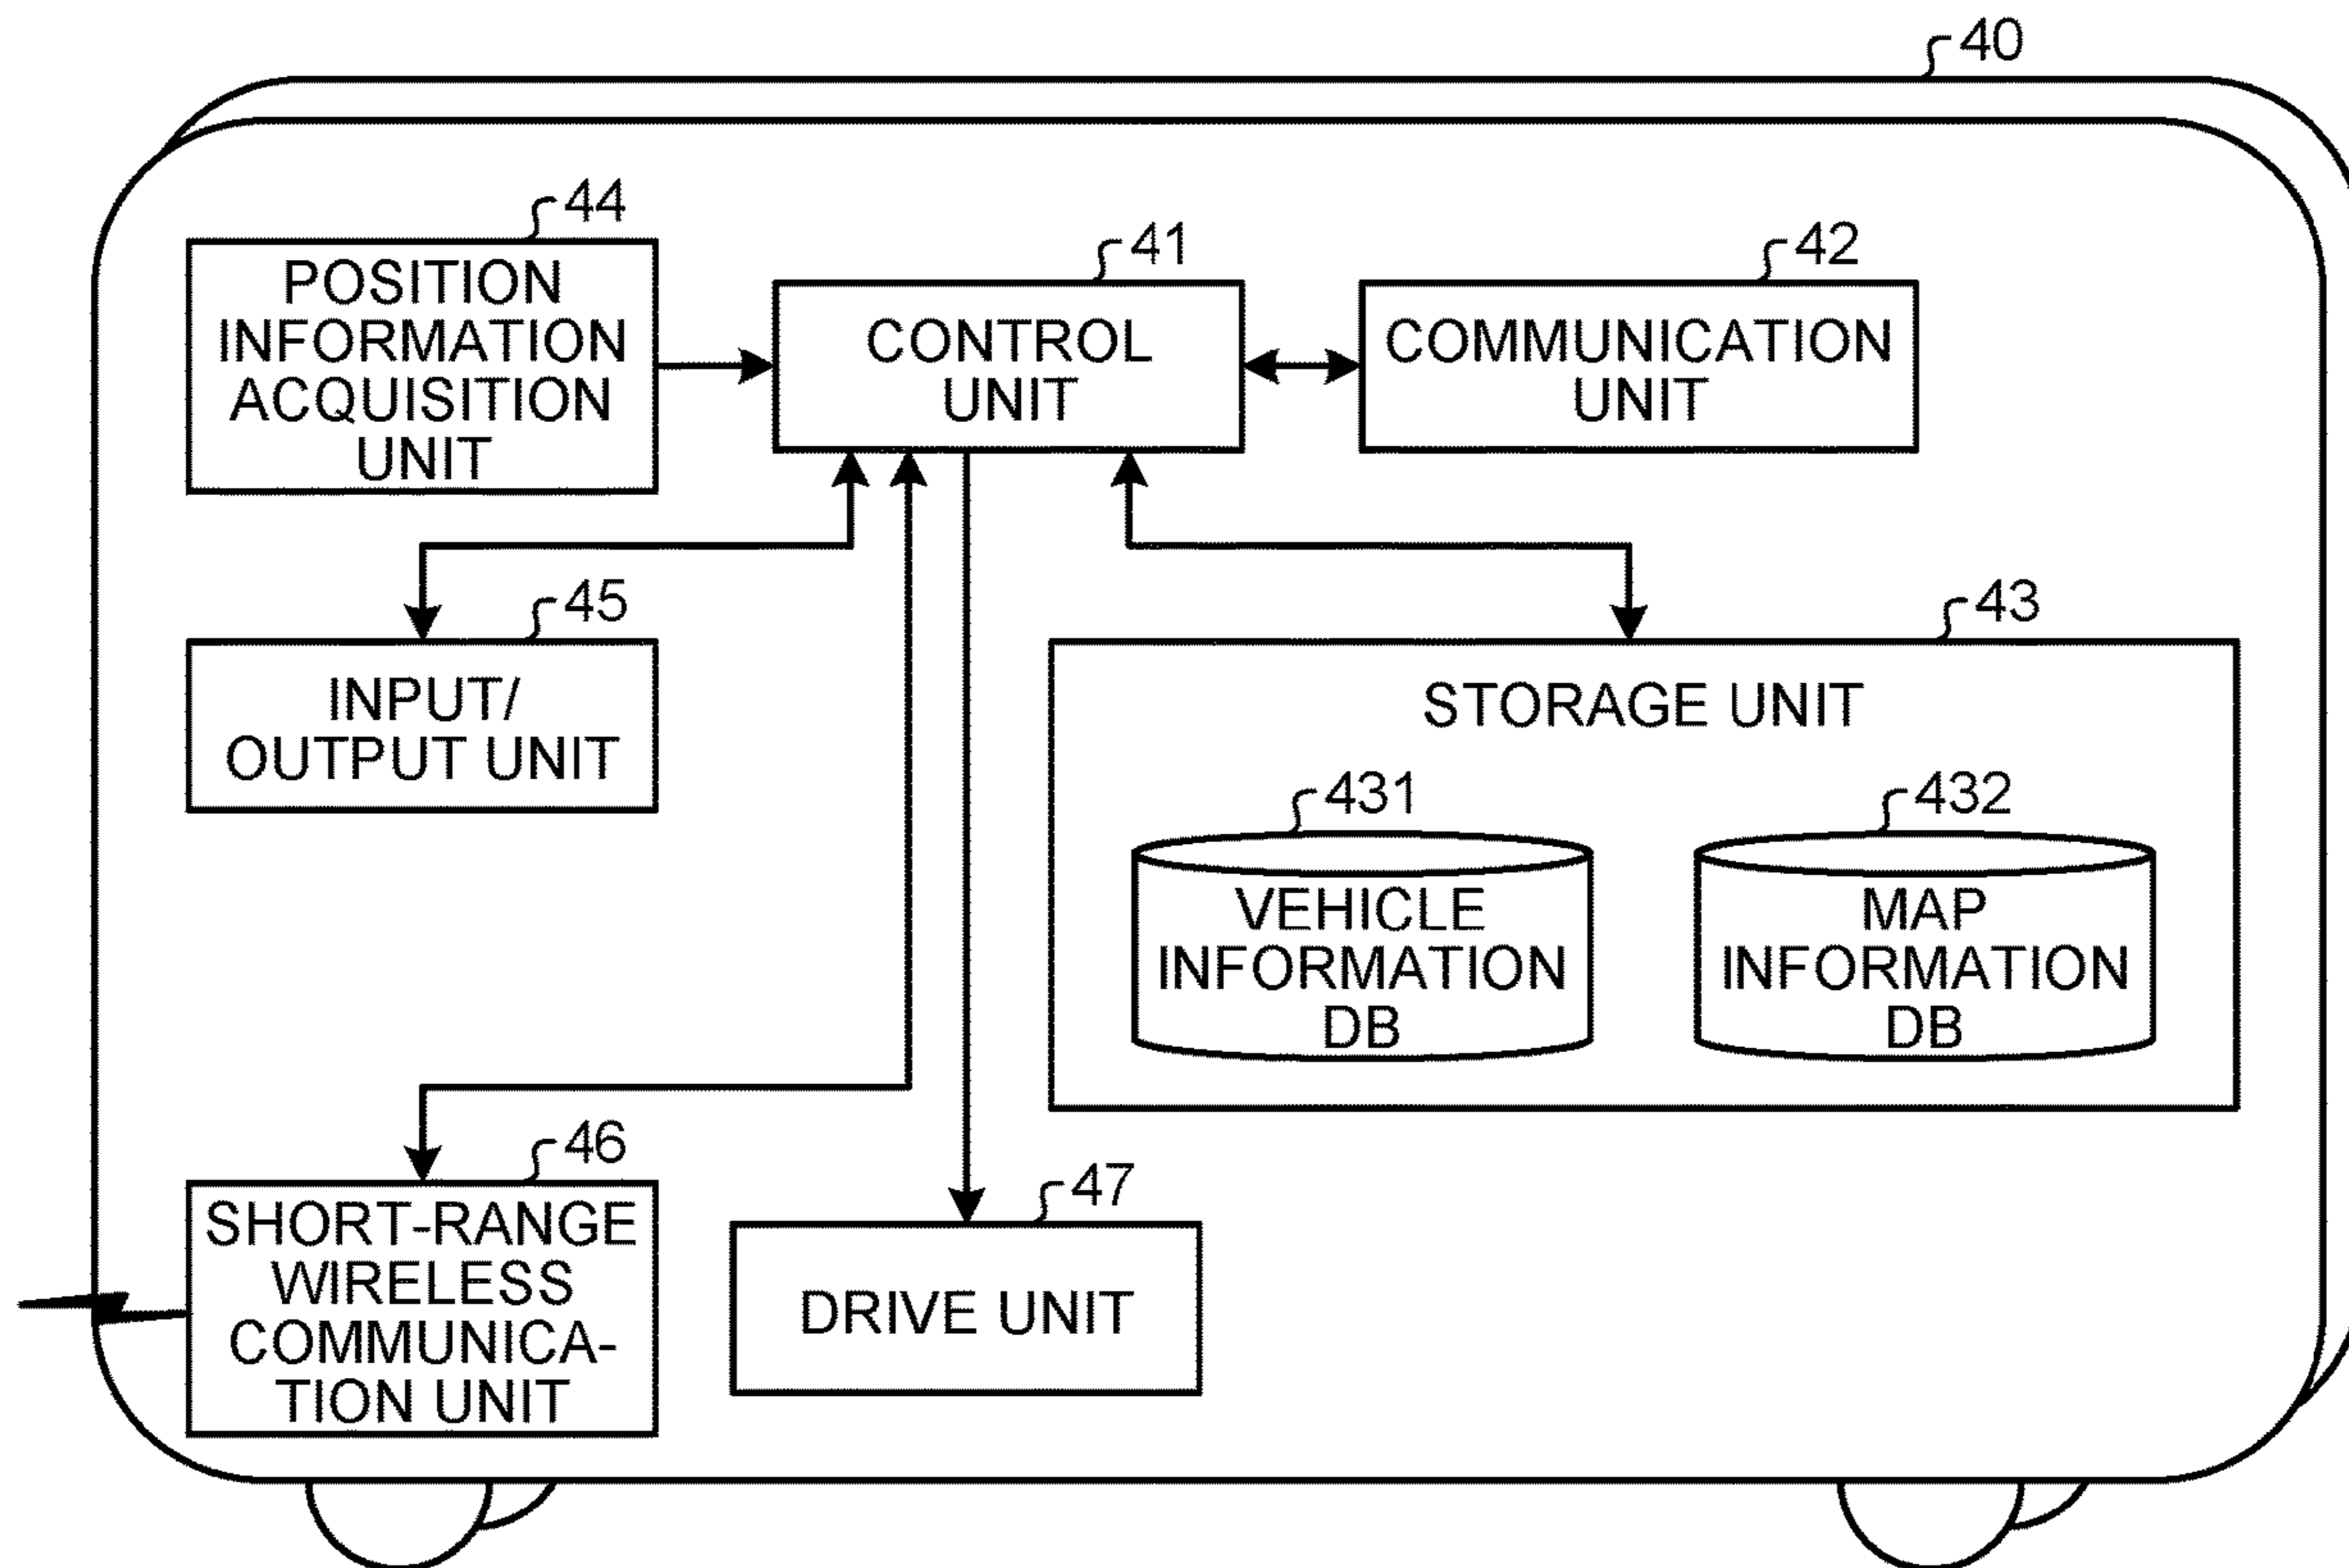 40
44
POSITION
INFORMATION
ACQUISITION
UNIT
41
CONTROL
UNIT
42
COMMUNICATION
UNIT
45
INPUT/
OUTPUT UNIT
43
STORAGE UNIT
431
VEHICLE
INFORMATION
DB
432
MAP
INFORMATION
DB
46
SHORT-RANGE
WIRELESS
COMMUNICA-
TION UNIT
47
DRIVE UNIT